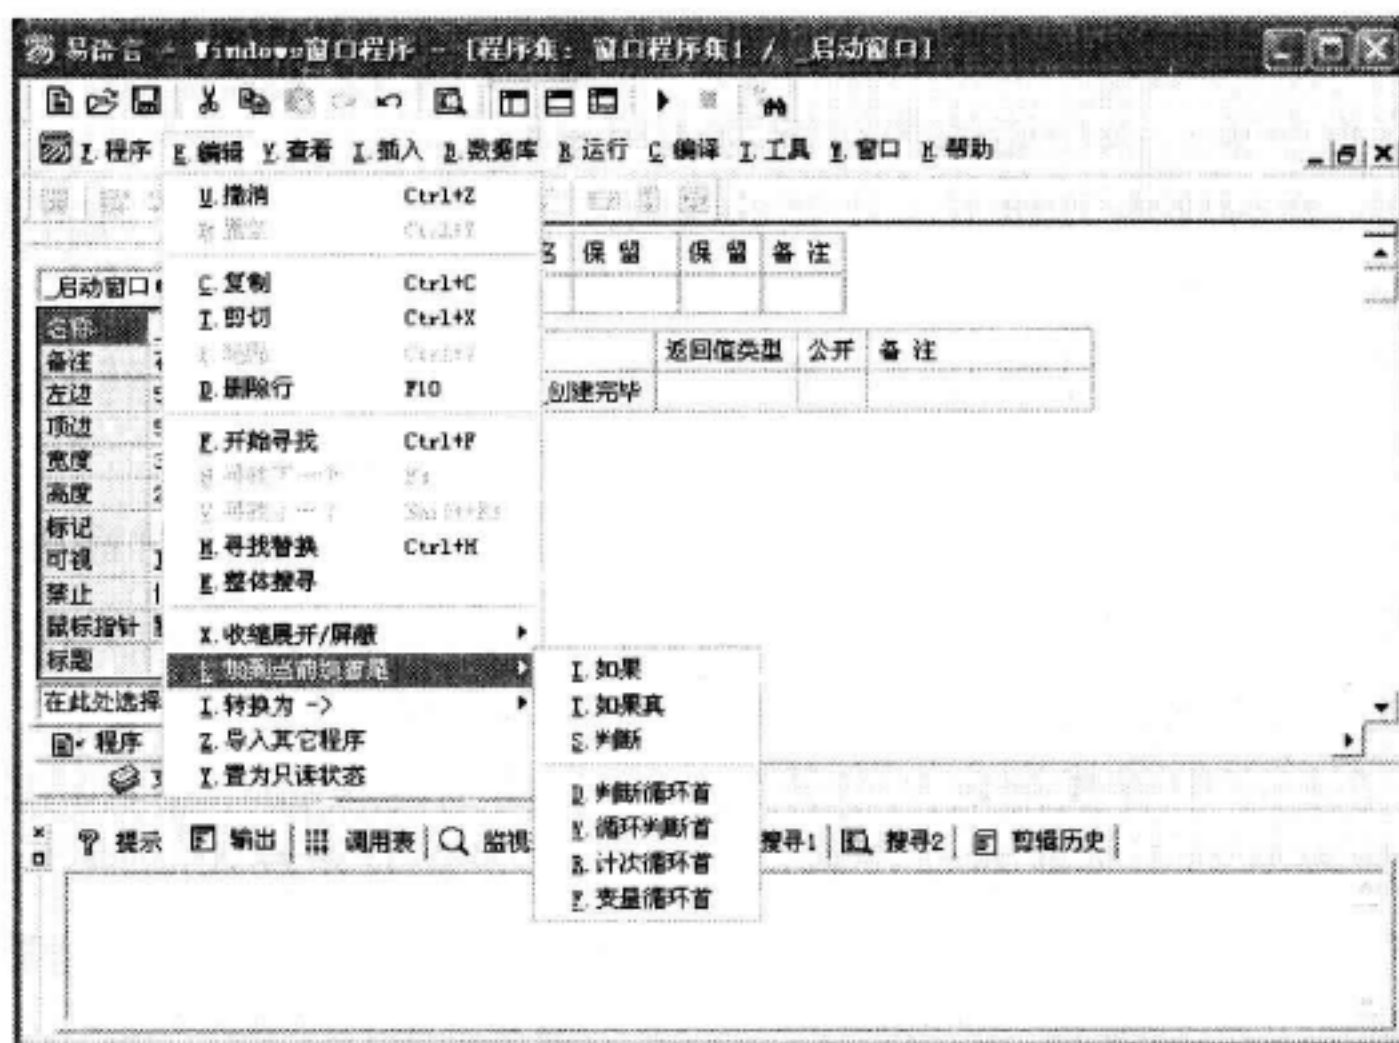 易语言 - Windows窗口程序 - [程序集: 窗口程序集1 / _启动窗口]
F.程序 E.编辑 V.查看 I.插入 B.数据库 R.运行 C.编译 T.工具 W.窗口 H.帮助
U.撤消 Ctrl+Z
名 保 留 保 留 备 注
_启动窗口
C.复制 Ctrl+C
名称
T.剪切 Ctrl+X
返回值类型 公开 备 注
备注
左边
D.删除行 F10
_创建完毕
顶边
F.开始寻找 Ctrl+F
宽度
高度
标记
可视
H.寻找替换 Ctrl+H
禁止
E.整体搜寻
鼠标指针
X.收缩展开/屏蔽
标题
I.如果
在此处选择
I.转换为 ->
I.如果真
程序
Z.导入其它程序
S.判断
Y.置为只读状态
D.判断循环首
提示 输出 调用表 监视
循环判断首
搜寻1 搜寻2 剪辑历史
R.计次循环首
F.变量循环首